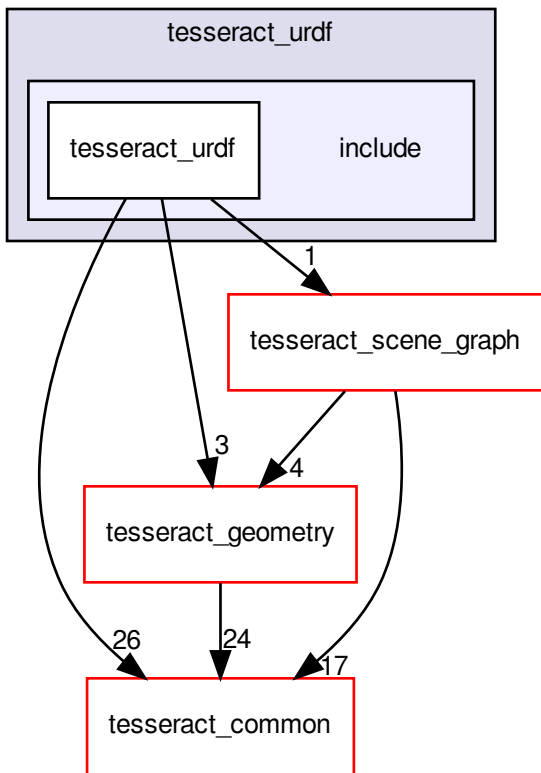 tesseract_urdf
tesseract_urdf
include
1
tesseract_scene_graph
3
4
tesseract_geometry
26
24
17
tesseract_common